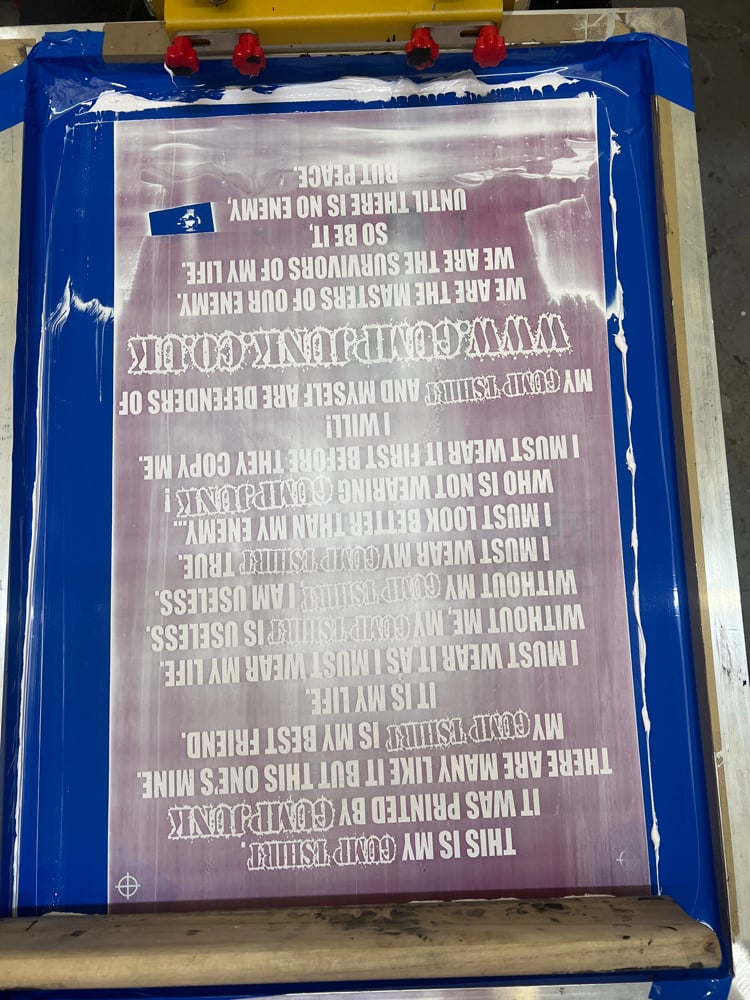 THIS IS MY GUMP TSHIRT.
IT WAS PRINTED BY GUMP JUNK
THERE ARE MANY LIKE IT BUT THIS ONE'S MINE.
MY GUMP TSHIRT IS MY BEST FRIEND.
IT IS MY LIFE.
I MUST WEAR IT AS I MUST WEAR MY LIFE.
WITHOUT ME, MY GUMP TSHIRT IS USELESS.
WITHOUT MY GUMP TSHIRT, I AM USELESS.
I MUST WEAR MY GUMP TSHIRT TRUE.
I MUST LOOK BETTER THAN MY ENEMY...
WHO IS NOT WEARING GUMP JUNK !
I MUST WEAR IT FIRST BEFORE THEY COPY ME.
I WILL!
MY GUMP TSHIRT AND MYSELF ARE DEFENDERS OF
WWW.GUMPJUNK.CO.UK
WE ARE THE MASTERS OF OUR ENEMY.
WE ARE THE SURVIVORS OF MY LIFE.
SO BE IT,
UNTIL THERE IS NO ENEMY,
BUT PEACE.